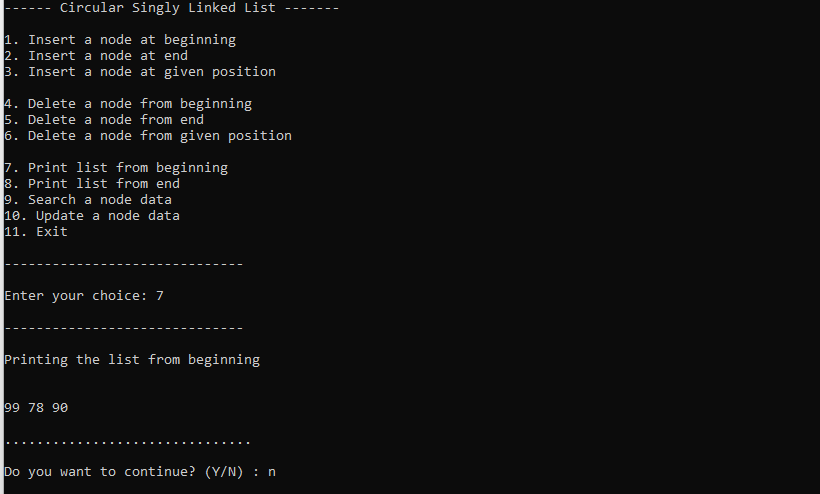 ------ Circular Singly Linked List -------
1. Insert a node at beginning
2. Insert a node at end
3. Insert a node at given position
4. Delete a node from beginning
5. Delete a node from end
6. Delete a node from given position
7. Print list from beginning
8. Print list from end
9. Search a node data
10. Update a node data
11. Exit
------------------------------
Enter your choice: 7
------------------------------
Printing the list from beginning
99 78 90
...............................
Do you want to continue? (Y/N) : n